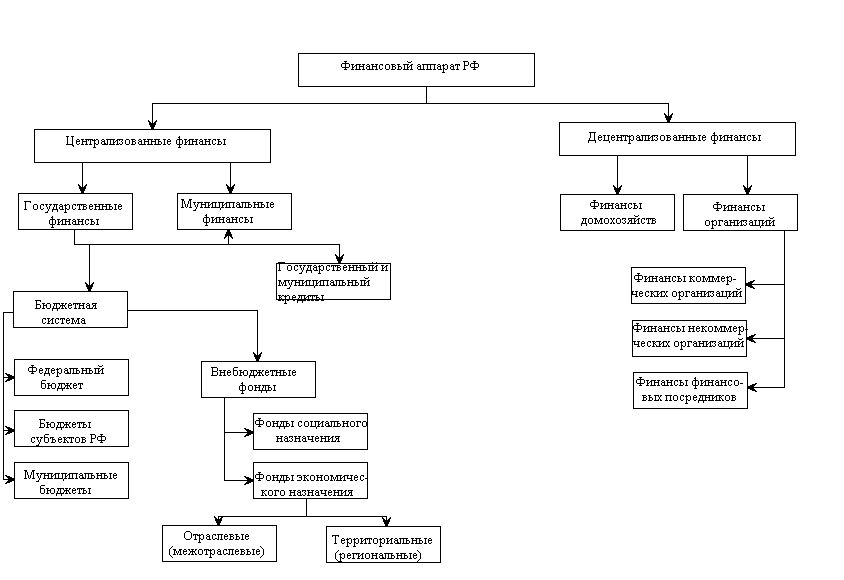 Финансовый аппарат РФ
Централизованные финансы
Децентрализованные финансы
Государственные
финансы
Муниципальные
финансы
Финансы
домохозяйств
Финансы
организаций
Государственный и
муниципальный
кредиты
Финансы коммер-
ческих организаций
Бюджетная
система
Финансы некоммер-
ческих организаций
Федеральный
бюджет
Внебюджетные
фонды
Финансы финансо-
вых посредников
Бюджеты
субъектов РФ
Фонды социального
назначения
Муниципальные
бюджеты
Фонды экономичес-
кого назначения
Отраслевые
(межотраслевые)
Территориальные
(региональные)